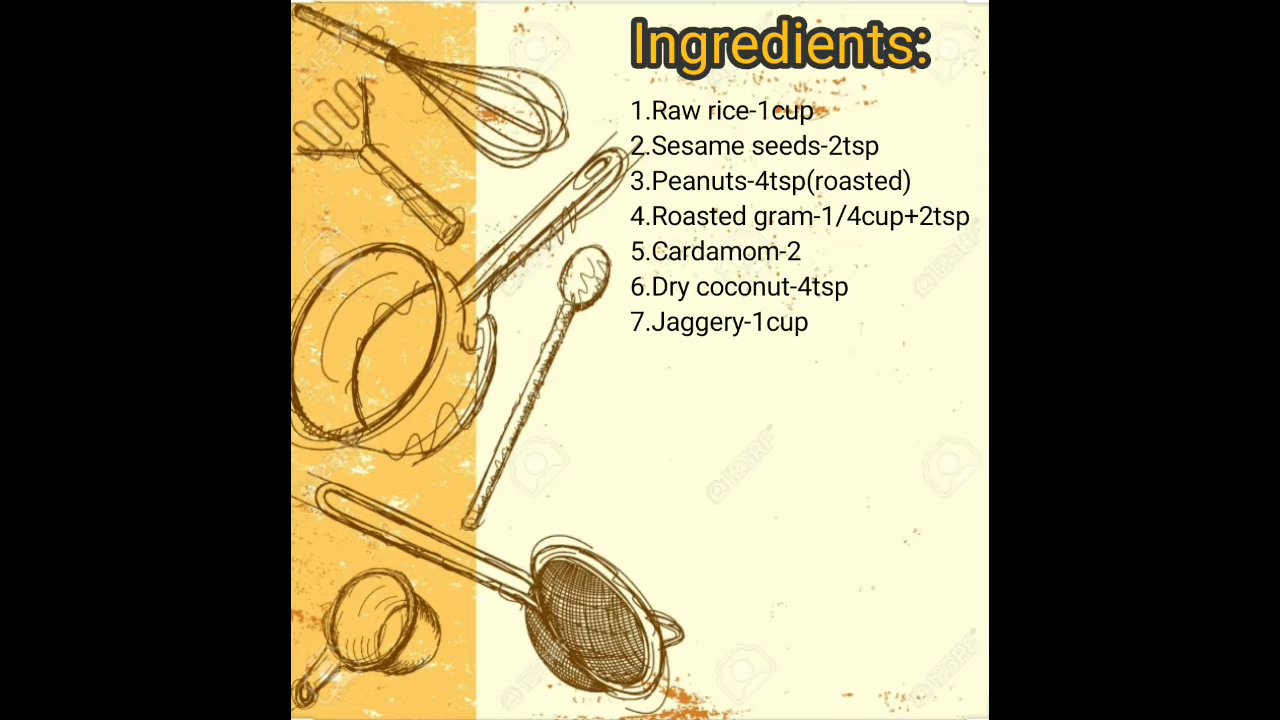 Ingredients:
1.Raw rice-1cup
2.Sesame seeds-2tsp
3.Peanuts-4tsp(roasted)
4.Roasted gram-1/4cup+2tsp
5.Cardamom-2
6.Dry coconut-4tsp
7.Jaggery-1cup